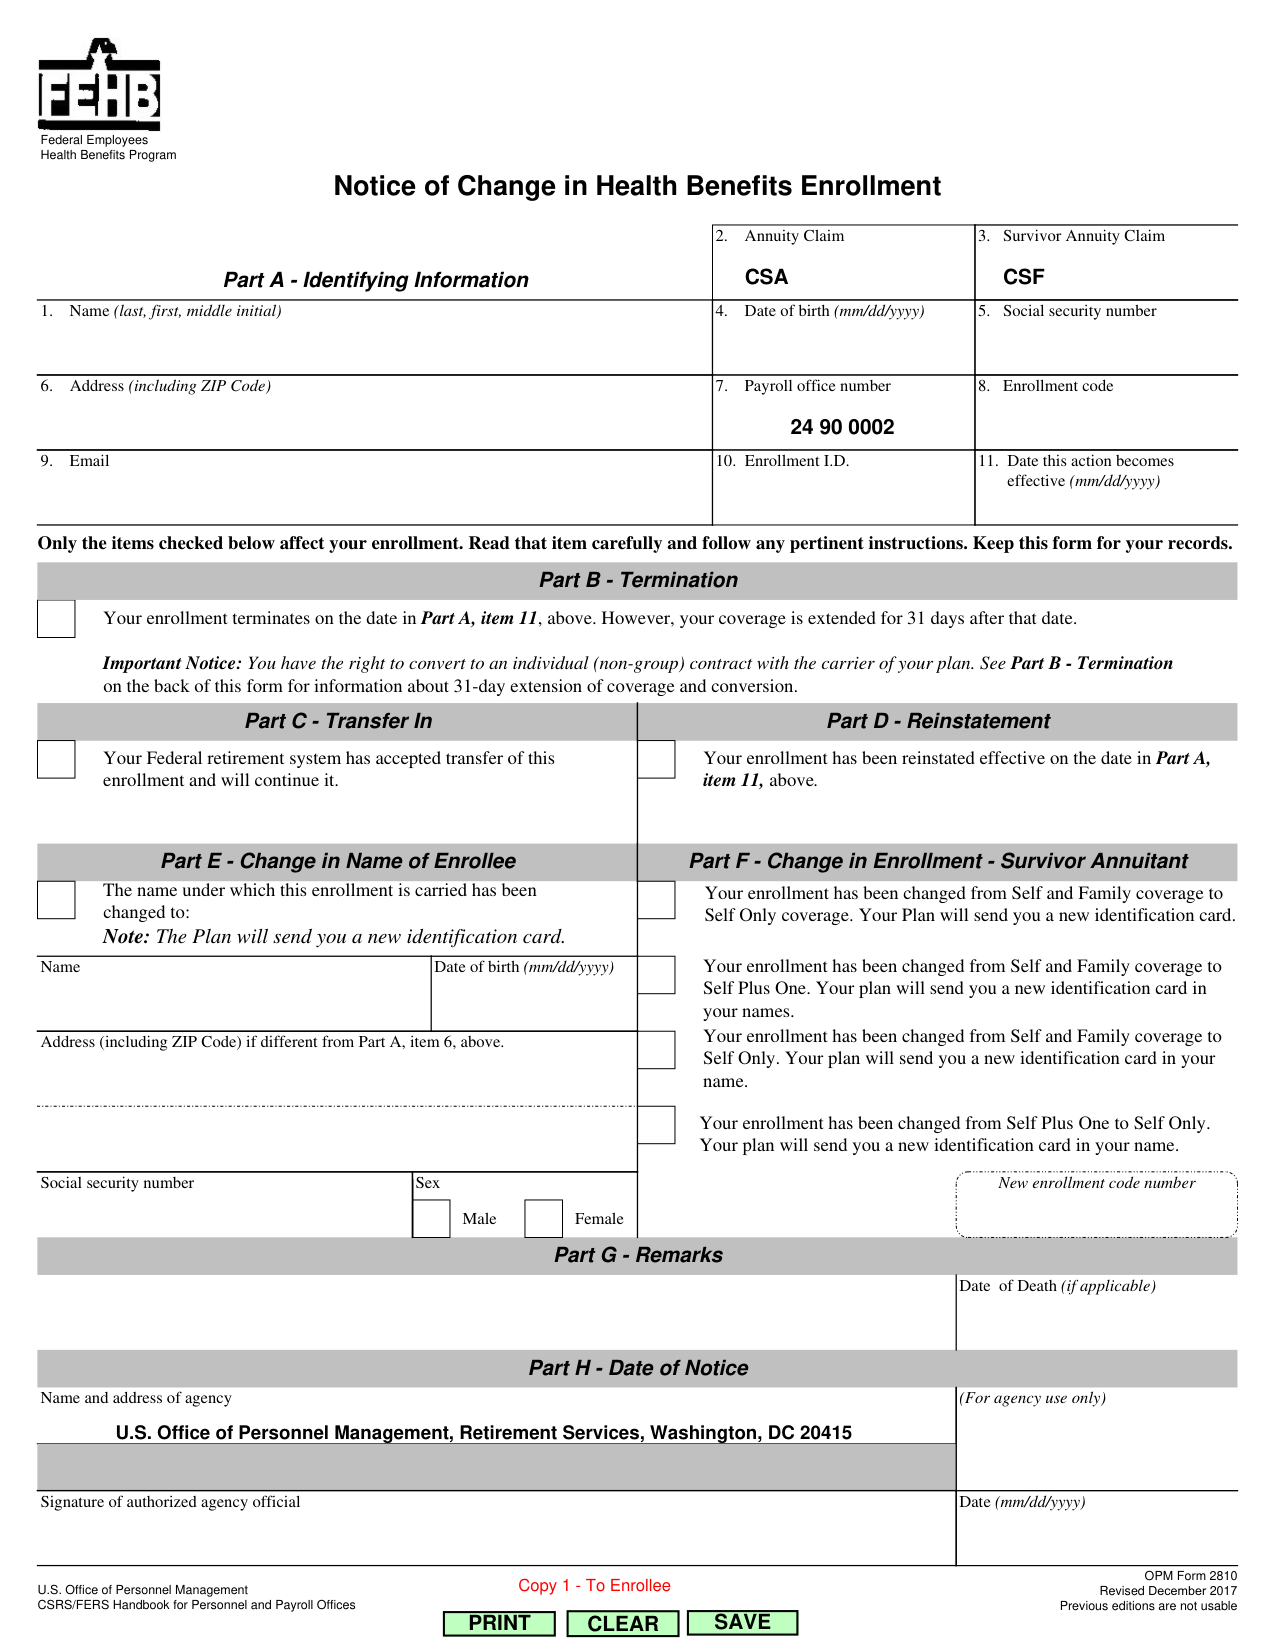 FEHB
Federal Employees
Health Benefits Program
Notice of Change in Health Benefits Enrollment
Part A - Identifying Information
2. Annuity Claim
CSA
3. Survivor Annuity Claim
CSF
1. Name (last, first, middle initial)
4. Date of birth (mm/dd/yyyy)
5. Social security number
6. Address (including ZIP Code)
7. Payroll office number
24 90 0002
8. Enrollment code
9. Email
10. Enrollment I.D.
11. Date this action becomes
effective (mm/dd/yyyy)
Only the items checked below affect your enrollment. Read that item carefully and follow any pertinent instructions. Keep this form for your records.
Part B - Termination
Your enrollment terminates on the date in Part A, item 11, above. However, your coverage is extended for 31 days after that date.
Important Notice: You have the right to convert to an individual (non-group) contract with the carrier of your plan. See Part B - Termination
on the back of this form for information about 31-day extension of coverage and conversion.
Part C - Transfer In
Your Federal retirement system has accepted transfer of this
enrollment and will continue it.
Part D - Reinstatement
Your enrollment has been reinstated effective on the date in Part A,
item 11, above.
Part E - Change in Name of Enrollee
The name under which this enrollment is carried has been
changed to:
Note: The Plan will send you a new identification card.
Name
Date of birth (mm/dd/yyyy)
Address (including ZIP Code) if different from Part A, item 6, above.
Social security number
Sex
Male
Female
Part F - Change in Enrollment - Survivor Annuitant
Your enrollment has been changed from Self and Family coverage to
Self Only coverage. Your Plan will send you a new identification card.
Your enrollment has been changed from Self and Family coverage to
Self Plus One. Your plan will send you a new identification card in
your names.
Your enrollment has been changed from Self and Family coverage to
Self Only. Your plan will send you a new identification card in your
name.
Your enrollment has been changed from Self Plus One to Self Only.
Your plan will send you a new identification card in your name.
New enrollment code number
Part G - Remarks
Date of Death (if applicable)
Part H - Date of Notice
Name and address of agency
U.S. Office of Personnel Management, Retirement Services, Washington, DC 20415
(For agency use only)
Signature of authorized agency official
Date (mm/dd/yyyy)
U.S. Office of Personnel Management
CSRS/FERS Handbook for Personnel and Payroll Offices
Copy 1 - To Enrollee
PRINT
CLEAR
SAVE
OPM Form 2810
Revised December 2017
Previous editions are not usable